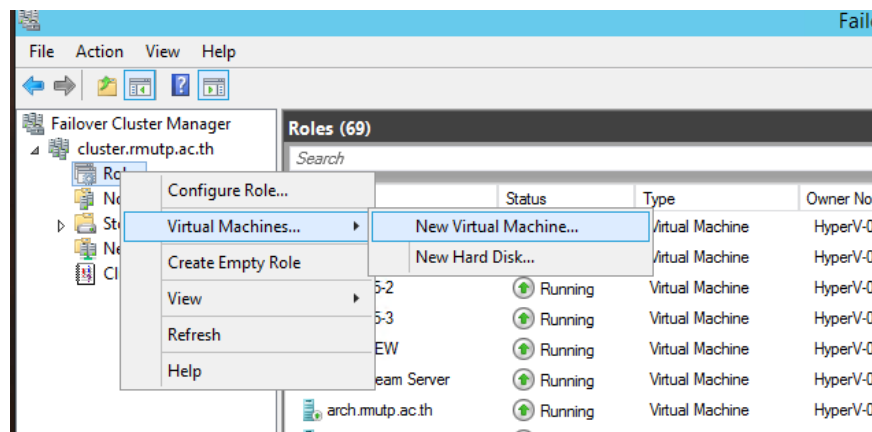 Fail
File Action View Help
Failover Cluster Manager
cluster.rmutp.ac.th
Roles (69)
Search
Status Type Owner No
Configure Role...
Virtual Machines...
Create Empty Role
View
Refresh
Help
New Virtual Machine...
New Hard Disk...
Virtual Machine HyperV-0
Virtual Machine HyperV-0
5-2 Running Virtual Machine HyperV-0
5-3 Running Virtual Machine HyperV-0
EW Running Virtual Machine HyperV-0
eam Server Running Virtual Machine HyperV-0
arch.rmutp.ac.th Running Virtual Machine HyperV-0